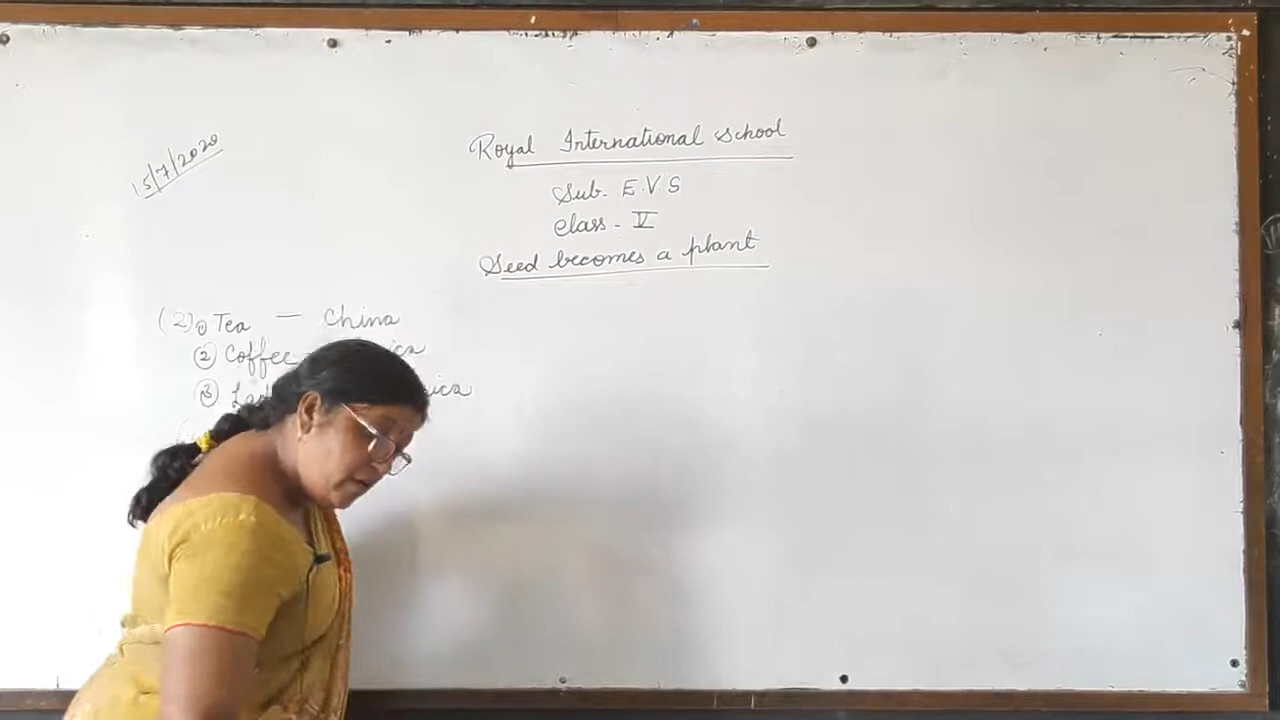 15/7/2020
Royal International School
Sub- E.V.S
Class - V
Seed becomes a plant
(2) ① Tea — China
② Coffee
③